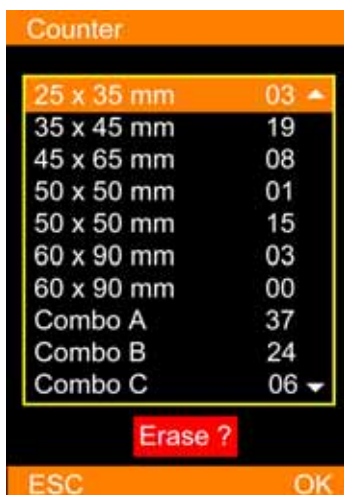 Counter
25 x 35 mm 03
35 x 45 mm 19
45 x 65 mm 08
50 x 50 mm 01
50 x 50 mm 15
60 x 90 mm 03
60 x 90 mm 00
Combo A 37
Combo B 24
Combo C 06
Erase ?
ESC OK